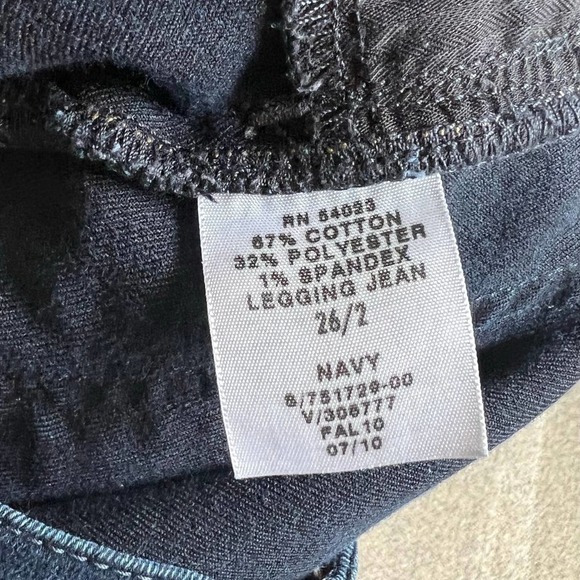 RN 54023
67% COTTON
32% POLYESTER
1% SPANDEX
LEGGING JEAN
26/2
NAVY
S/751729-00
V/306777
FAL10
07/10